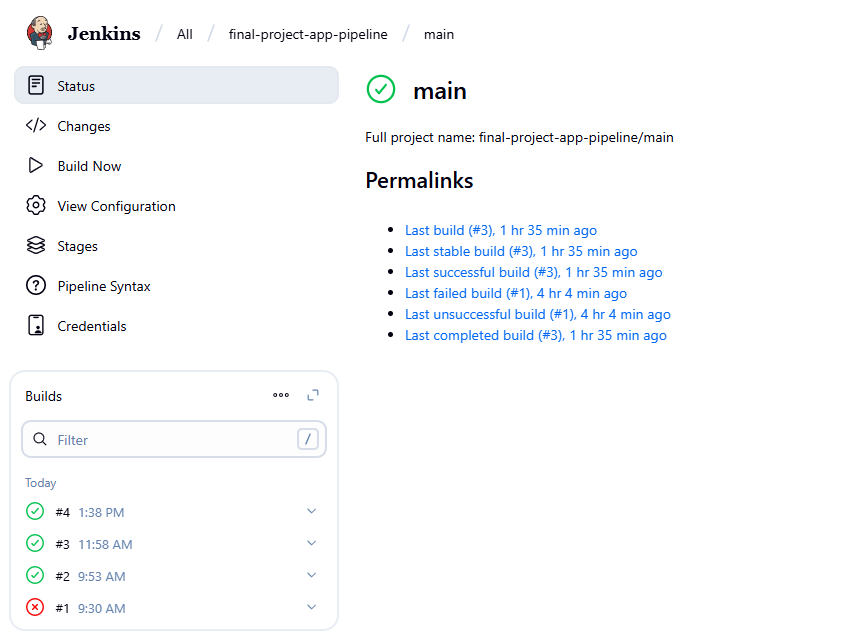 Jenkins / All / final-project-app-pipeline / main
Status
Changes
Build Now
View Configuration
Stages
Pipeline Syntax
Credentials
Builds
Filter /
Today
#4 1:38 PM
#3 11:58 AM
#2 9:53 AM
#1 9:30 AM
main
Full project name: final-project-app-pipeline/main
Permalinks
Last build (#3), 1 hr 35 min ago
Last stable build (#3), 1 hr 35 min ago
Last successful build (#3), 1 hr 35 min ago
Last failed build (#1), 4 hr 4 min ago
Last unsuccessful build (#1), 4 hr 4 min ago
Last completed build (#3), 1 hr 35 min ago